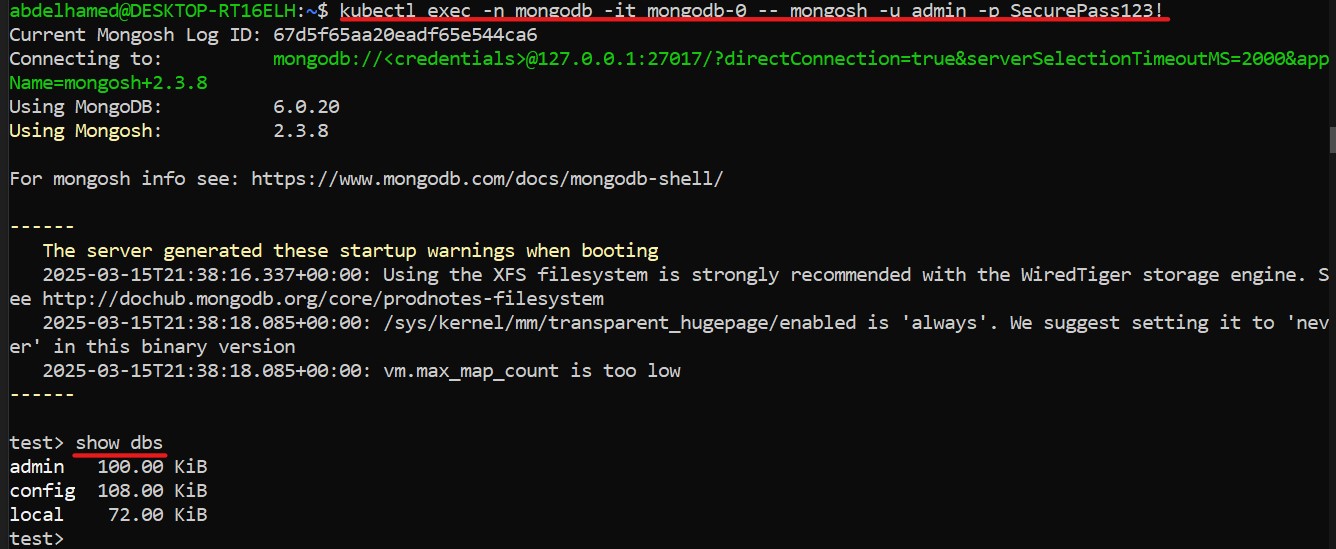 abdelhamed@DESKTOP-RT16ELH:~$ kubectl exec -n mongodb -it mongodb-0 -- mongosh -u admin -p SecurePass123!
Current Mongosh Log ID: 67d5f65aa20eadf65e544ca6
Connecting to:          mongodb://<credentials>@127.0.0.1:27017/?directConnection=true&serverSelectionTimeoutMS=2000&app
Name=mongosh+2.3.8
Using MongoDB:          6.0.20
Using Mongosh:          2.3.8
For mongosh info see: https://www.mongodb.com/docs/mongodb-shell/
------
   The server generated these startup warnings when booting
   2025-03-15T21:38:16.337+00:00: Using the XFS filesystem is strongly recommended with the WiredTiger storage engine. S
ee http://dochub.mongodb.org/core/prodnotes-filesystem
   2025-03-15T21:38:18.085+00:00: /sys/kernel/mm/transparent_hugepage/enabled is 'always'. We suggest setting it to 'nev
er' in this binary version
   2025-03-15T21:38:18.085+00:00: vm.max_map_count is too low
------
test> show dbs
admin   100.00 KiB
config  108.00 KiB
local    72.00 KiB
test>